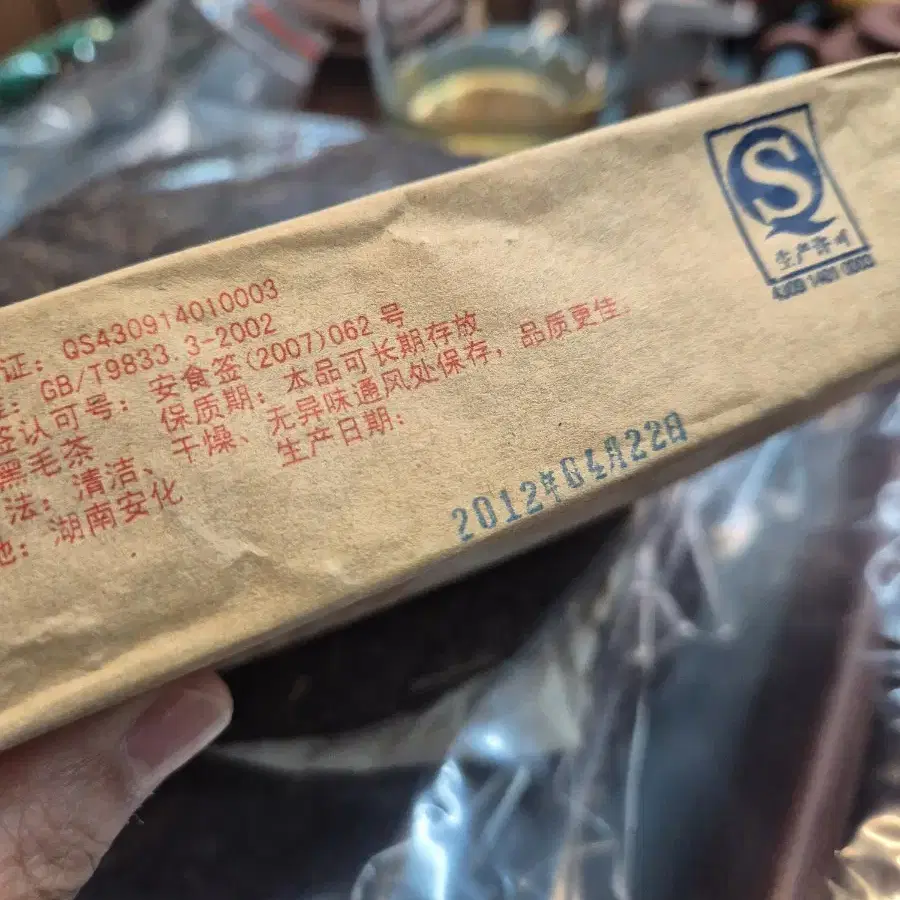 证：QS430914010003
：GB/T9833.3-2002
签认可号：安食签(2007)062号
黑毛茶 保质期：本品可长期存放
法：清洁、干燥、无异味通风处保存，品质更佳
地：湖南安化 生产日期：
2012年04月22日
S
生产许可
4309 1401 0003